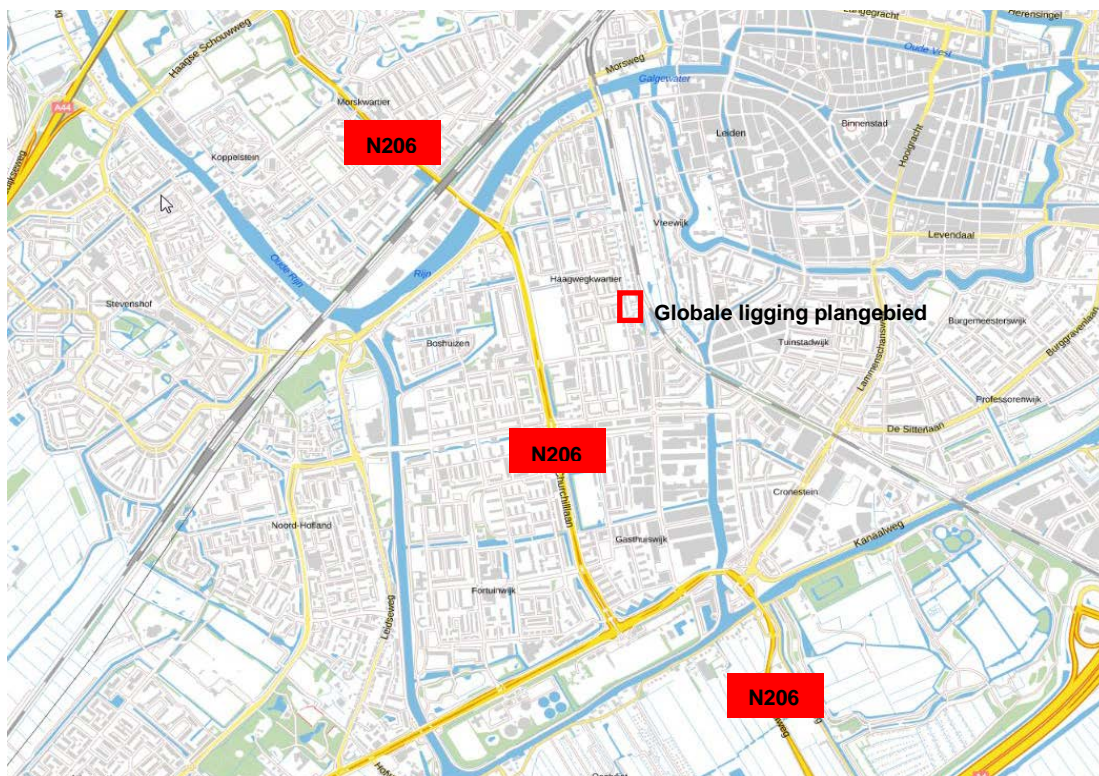 Langegracht
Herensingel
Haagse Schouwweg
Oude Vest
Morsweg
Galgewater
A44
Morskwartier
Binnenstad
Leiden
N206
Hooigracht
Koppelstein
Vreewijk
Levendaal
Oude Rijn
Rijn
Haagwegkwartier
Stevenshof
Globale ligging plangebied
Burgemeesterswijk
Boshuizen
Tuinstadwijk
Burggravenlaan
Lammenschansweg
Professorenwijk
De Sitterlaan
N206
Churchilllaan
Cronestein
Noord-Hofland
Gasthuiswijk
Kanaalweg
Fortuinwijk
Leidseweg
N206